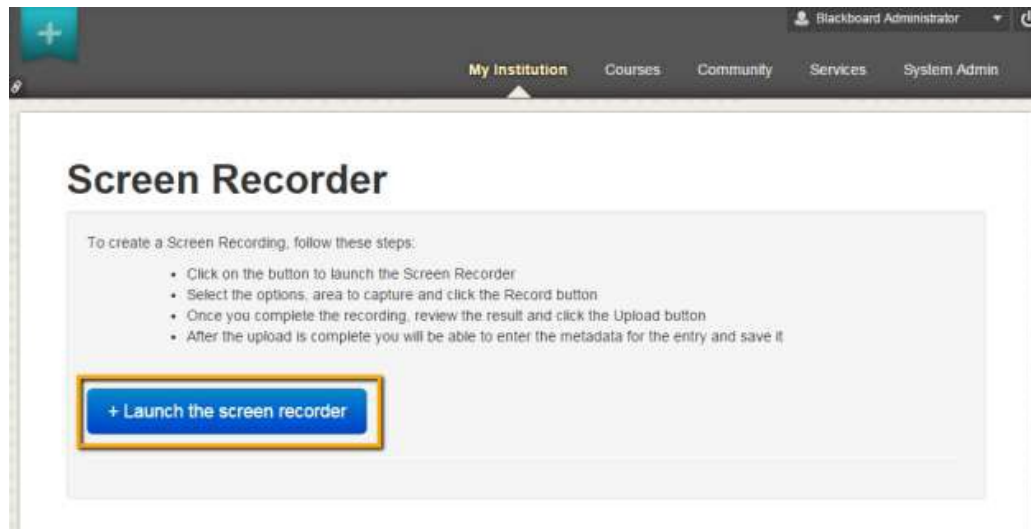 Blackboard Administrator
My Institution Courses Community Services System Admin
Screen Recorder
To create a Screen Recording, follow these steps:
• Click on the button to launch the Screen Recorder
• Select the options, area to capture and click the Record button
• Once you complete the recording, review the result and click the Upload button
• After the upload is complete you will be able to enter the metadata for the entry and save it
+ Launch the screen recorder